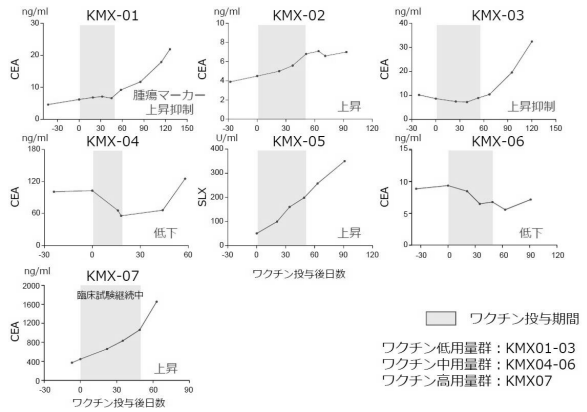 KMX-01
ng/ml
30
20
10
0
CEA
-30 0 30 60 90 120 150
腫瘍マーカー
上昇抑制
KMX-02
ng/ml
8
6
4
2
0
CEA
-30 0 30 60 90 120
上昇
KMX-03
ng/ml
40
30
20
10
0
CEA
-30 0 30 60 90 120 150
上昇抑制
KMX-04
ng/ml
180
120
60
0
CEA
-30 0 30 60
低下
KMX-05
U/ml
400
300
200
100
0
SLX
-30 0 30 60 90 120
上昇
ワクチン投与後日数
KMX-06
ng/ml
15
10
5
0
CEA
-30 0 30 60 90 120
低下
KMX-07
ng/ml
2000
1600
1200
800
400
0
CEA
臨床試験継続中
-30 0 30 60 90
上昇
ワクチン投与後日数
ワクチン投与期間
ワクチン低用量群：KMX01-03
ワクチン中用量群：KMX04-06
ワクチン高用量群：KMX07